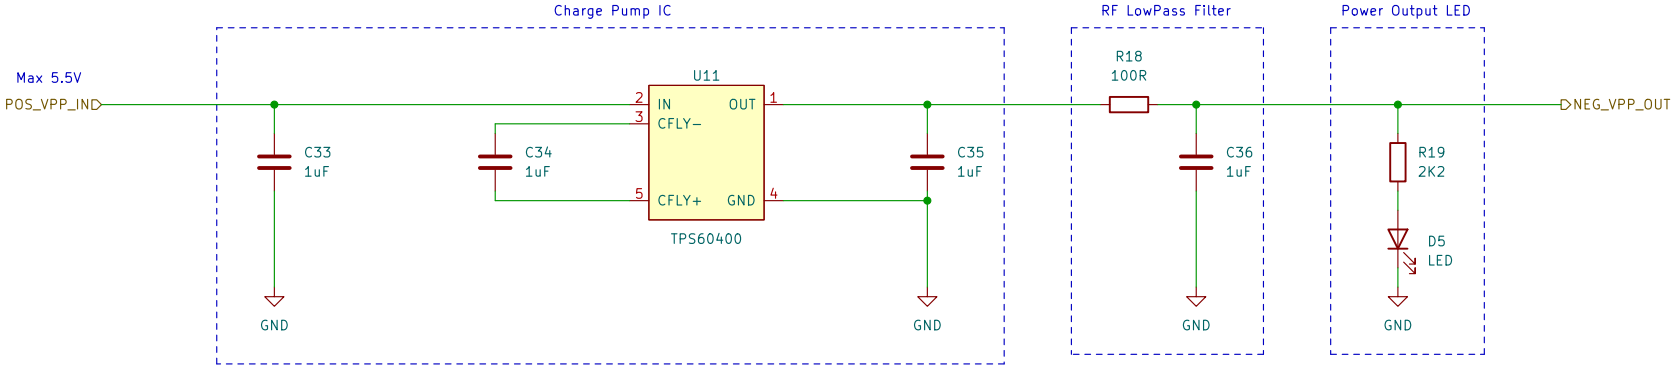 Charge Pump IC
RF LowPass Filter
Power Output LED
Max 5.5V
POS_VPP_IN
C33
1uF
GND
C34
1uF
U11
2
IN
3
CFLY-
5
CFLY+
OUT
1
GND
4
TPS60400
C35
1uF
GND
R18
100R
C36
1uF
GND
R19
2K2
D5
LED
GND
NEG_VPP_OUT